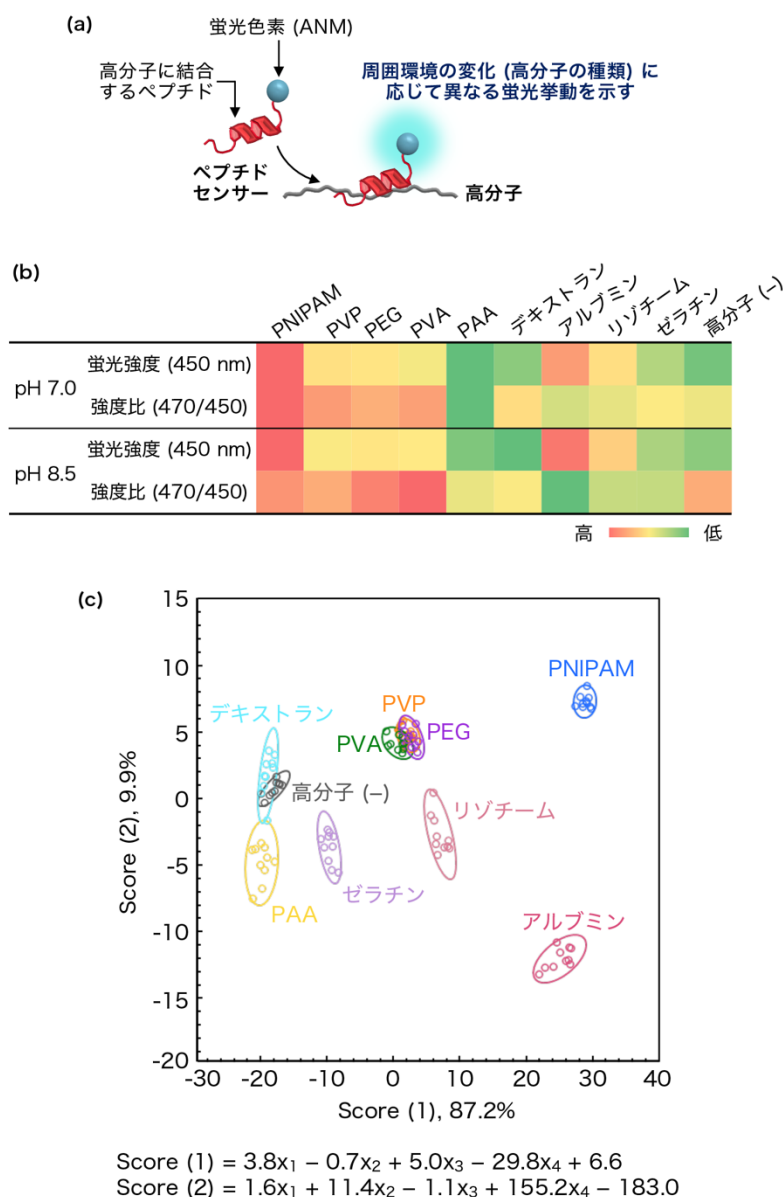 (a)
蛍光色素 (ANM)
高分子に結合
するペプチド
周囲環境の変化 (高分子の種類) に
応じて異なる蛍光挙動を示す
ペプチド
センサー
高分子
(b)
PNIPAM
PVP
PEG
PVA
PAA
デキストラン
アルブミン
リゾチーム
ゼラチン
高分子 (−)
pH 7.0
蛍光強度 (450 nm)
強度比 (470/450)
pH 8.5
蛍光強度 (450 nm)
強度比 (470/450)
高
低
(c)
15
10
5
0
-5
-10
-15
-20
Score (2), 9.9%
PNIPAM
デキストラン
PVP
PEG
PVA
高分子 (−)
リゾチーム
ゼラチン
PAA
アルブミン
-30 -20 -10 0 10 20 30 40
Score (1), 87.2%
Score (1) = 3.8x₁ − 0.7x₂ + 5.0x₃ − 29.8x₄ + 6.6
Score (2) = 1.6x₁ + 11.4x₂ − 1.1x₃ + 155.2x₄ − 183.0